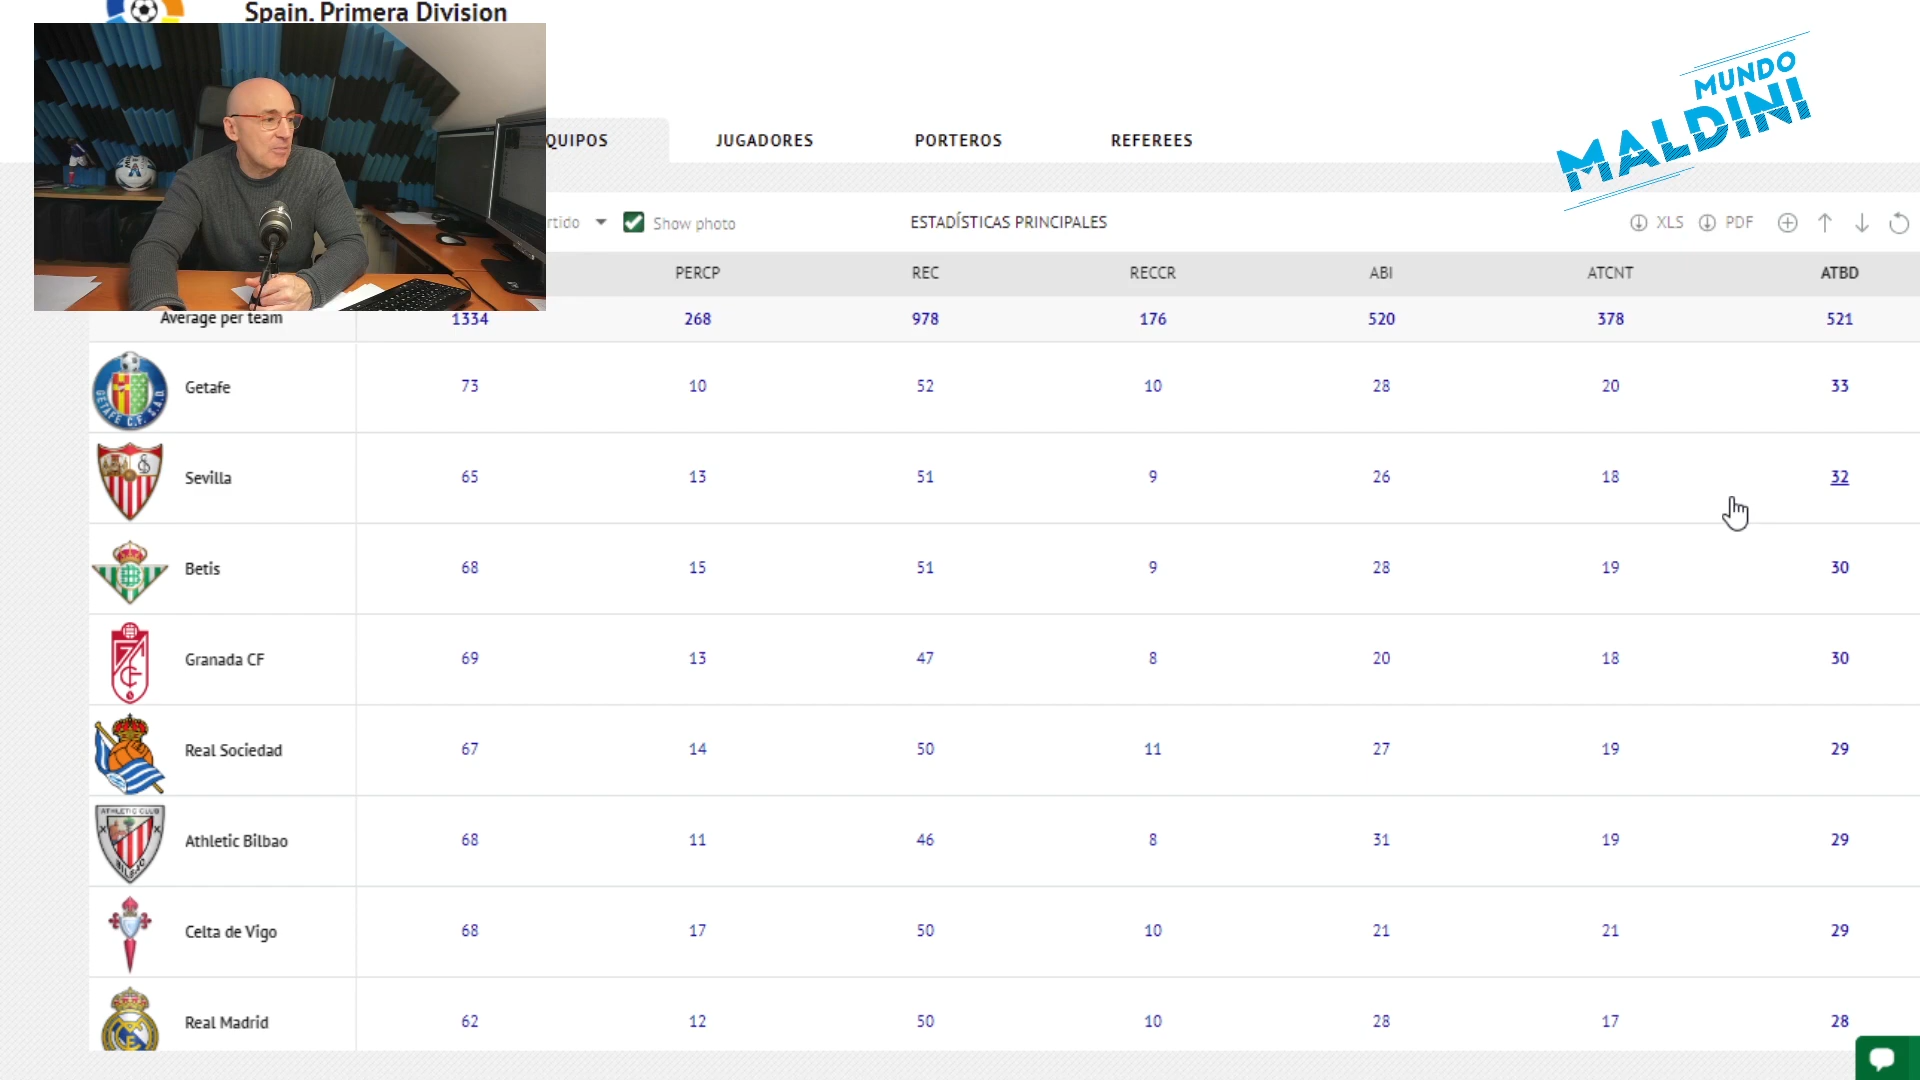 Spain, Primera Division
MUNDO
MALDINI
QUIPOS JUGADORES PORTEROS REFEREES
rtido Show photo ESTADÍSTICAS PRINCIPALES XLS PDF
PERCP REC RECCR ABI ATCNT ATBD
Average per team 1334 268 978 176 520 378 521
Getafe 73 10 52 10 28 20 33
Sevilla 65 13 51 9 26 18 32
Betis 68 15 51 9 28 19 30
Granada CF 69 13 47 8 20 18 30
Real Sociedad 67 14 50 11 27 19 29
Athletic Bilbao 68 11 46 8 31 19 29
Celta de Vigo 68 17 50 10 21 21 29
Real Madrid 62 12 50 10 28 17 28